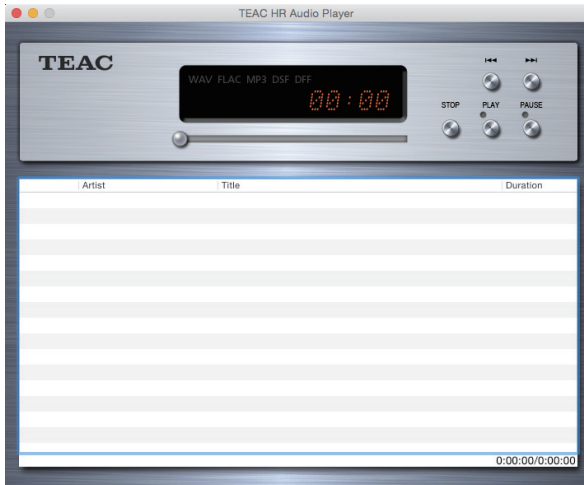 TEAC HR Audio Player
TEAC
WAV FLAC MP3 DSF DFF
00:00
STOP PLAY PAUSE
Artist Title Duration
0:00:00/0:00:00